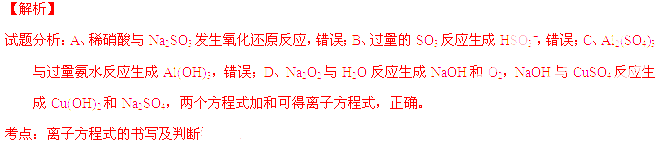 【解析】
试题分析：A、稀硝酸与Na₂SO₃发生氧化还原反应，错误；B、过量的SO₂反应生成HSO₃⁻，错误；C、Al₂(SO₄)₃
与过量氨水反应生成Al(OH)₃，错误；D、Na₂O₂与H₂O反应生成NaOH和O₂，NaOH与CuSO₄反应生
成Cu(OH)₂和Na₂SO₄，两个方程式加和可得离子方程式，正确。
考点：离子方程式的书写及判断